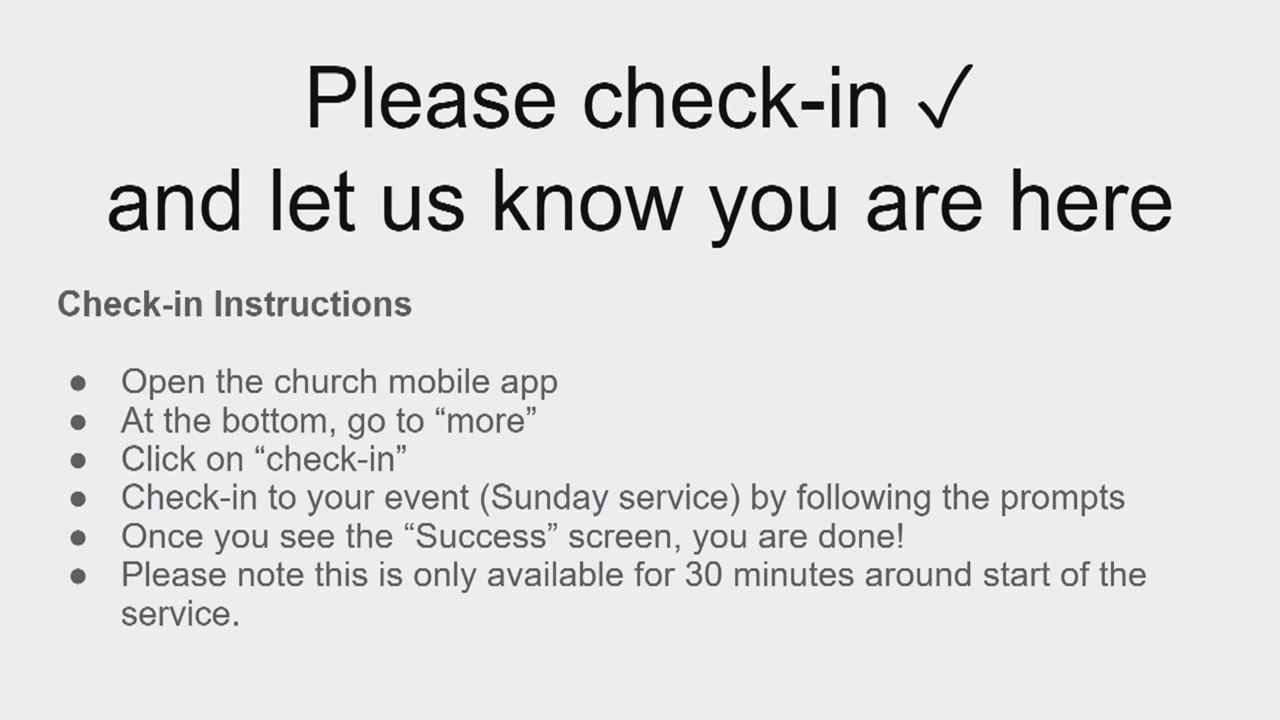 Please check-in ✓
and let us know you are here
Check-in Instructions
● Open the church mobile app
● At the bottom, go to “more”
● Click on “check-in”
● Check-in to your event (Sunday service) by following the prompts
● Once you see the “Success” screen, you are done!
● Please note this is only available for 30 minutes around start of the
service.